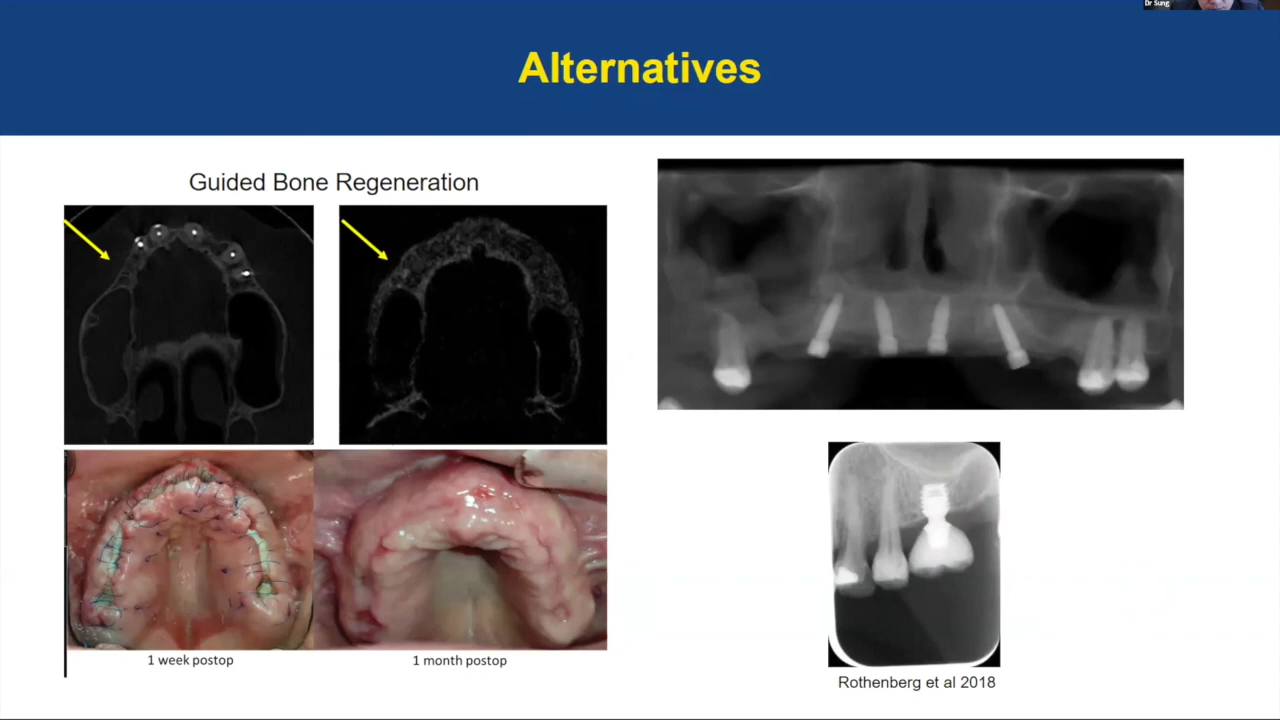 Dr Sung
Alternatives
Guided Bone Regeneration
1 week postop
1 month postop
Rothenberg et al 2018